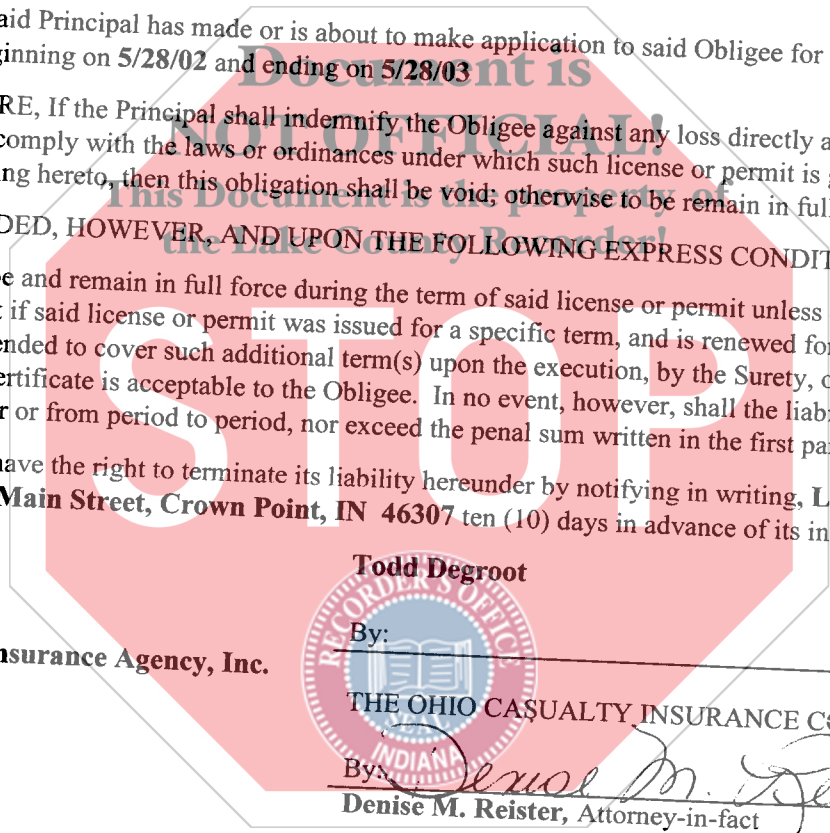 aid Principal has made or is about to make application to said Obligee for
ginning on 5/28/02 and ending on 5/28/03
Document is
NOT OFFICIAL!
This Document is the property of
the Lake County Recorder!
RE, If the Principal shall indemnify the Obligee against any loss directly a
comply with the laws or ordinances under which such license or permit is
ng hereto, then this obligation shall be void; otherwise to be remain in full
DED, HOWEVER, AND UPON THE FOLLOWING EXPRESS CONDIT
e and remain in full force during the term of said license or permit unless
t if said license or permit was issued for a specific term, and is renewed for
ended to cover such additional term(s) upon the execution, by the Surety, o
ertificate is acceptable to the Obligee. In no event, however, shall the liabi
r or from period to period, nor exceed the penal sum written in the first pa
STOP
have the right to terminate its liability hereunder by notifying in writing, L
Main Street, Crown Point, IN 46307 ten (10) days in advance of its in
Todd Degroot
RECORDER'S OFFICE
SEAL
INDIANA
By:
nsurance Agency, Inc.
THE OHIO CASUALTY INSURANCE CO
By: Denise M. Rei
Denise M. Reister, Attorney-in-fact